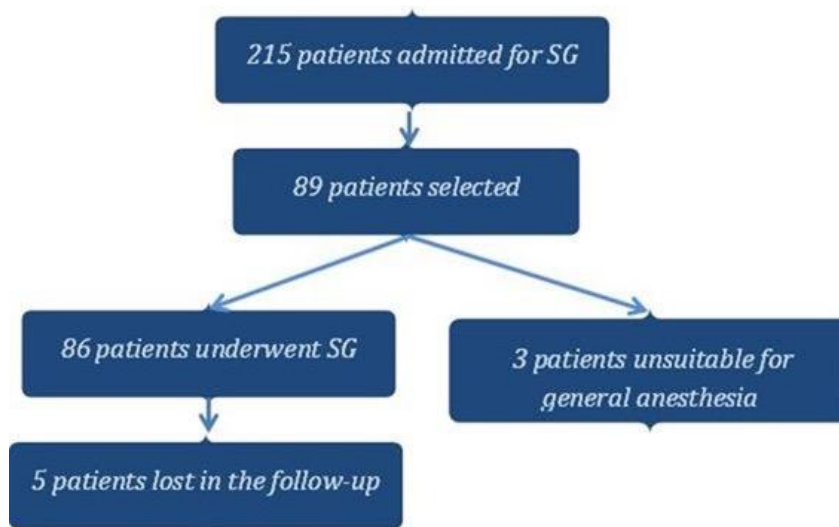 215 patients admitted for SG
89 patients selected
86 patients underwent SG
3 patients unsuitable for
general anesthesia
5 patients lost in the follow-up